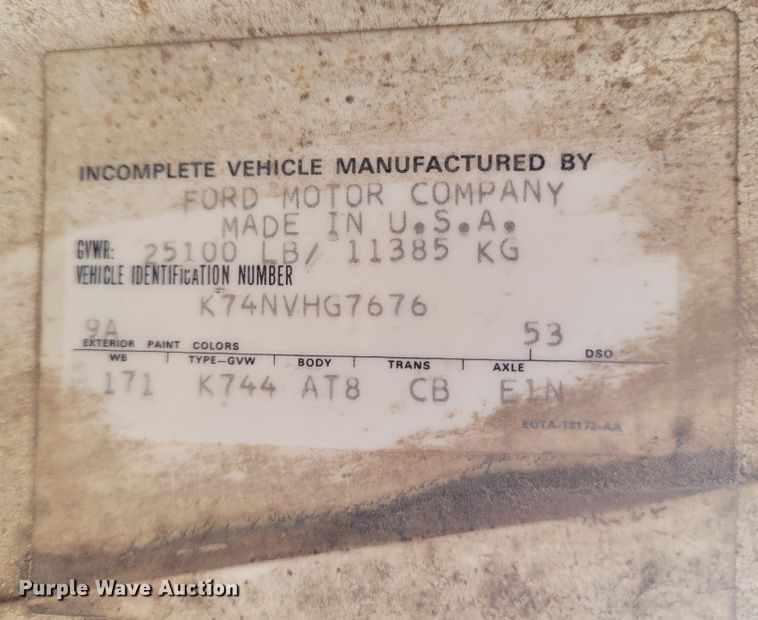 INCOMPLETE VEHICLE MANUFACTURED BY
FORD MOTOR COMPANY
MADE IN U.S.A.
GVWR: 25100 LB/ 11385 KG
VEHICLE IDENTIFICATION NUMBER
K74NVHG7676
9A 53
EXTERIOR PAINT COLORS DSO
WB TYPE-GVW BODY TRANS AXLE
171 K744 AT8 CB E1N
EOTA-18173-AA
Purple Wave Auction